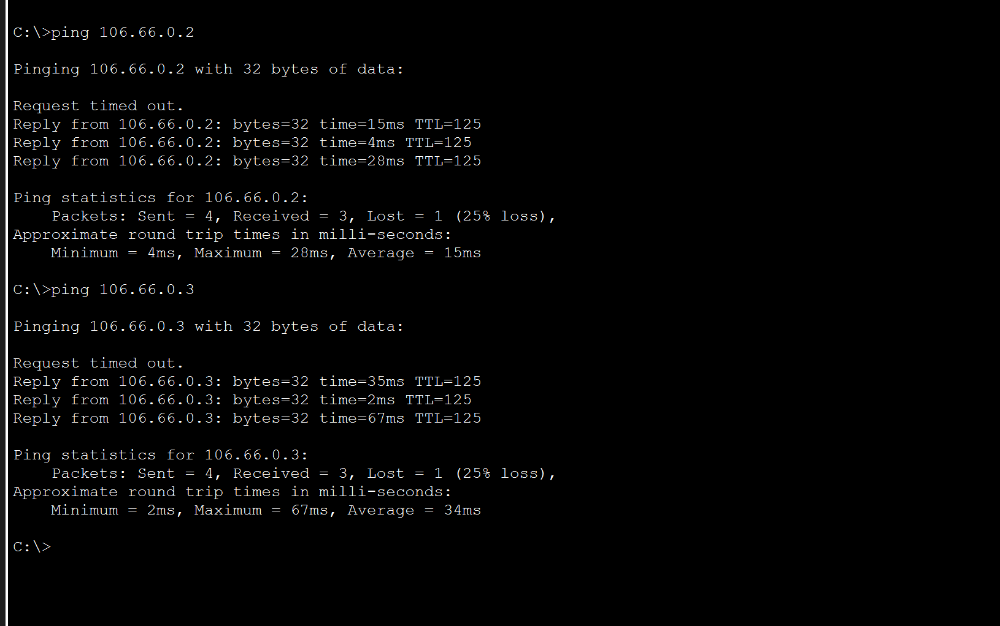 C:\>ping 106.66.0.2
Pinging 106.66.0.2 with 32 bytes of data:
Request timed out.
Reply from 106.66.0.2: bytes=32 time=15ms TTL=125
Reply from 106.66.0.2: bytes=32 time=4ms TTL=125
Reply from 106.66.0.2: bytes=32 time=28ms TTL=125
Ping statistics for 106.66.0.2:
    Packets: Sent = 4, Received = 3, Lost = 1 (25% loss),
Approximate round trip times in milli-seconds:
    Minimum = 4ms, Maximum = 28ms, Average = 15ms
C:\>ping 106.66.0.3
Pinging 106.66.0.3 with 32 bytes of data:
Request timed out.
Reply from 106.66.0.3: bytes=32 time=35ms TTL=125
Reply from 106.66.0.3: bytes=32 time=2ms TTL=125
Reply from 106.66.0.3: bytes=32 time=67ms TTL=125
Ping statistics for 106.66.0.3:
    Packets: Sent = 4, Received = 3, Lost = 1 (25% loss),
Approximate round trip times in milli-seconds:
    Minimum = 2ms, Maximum = 67ms, Average = 34ms
C:\>